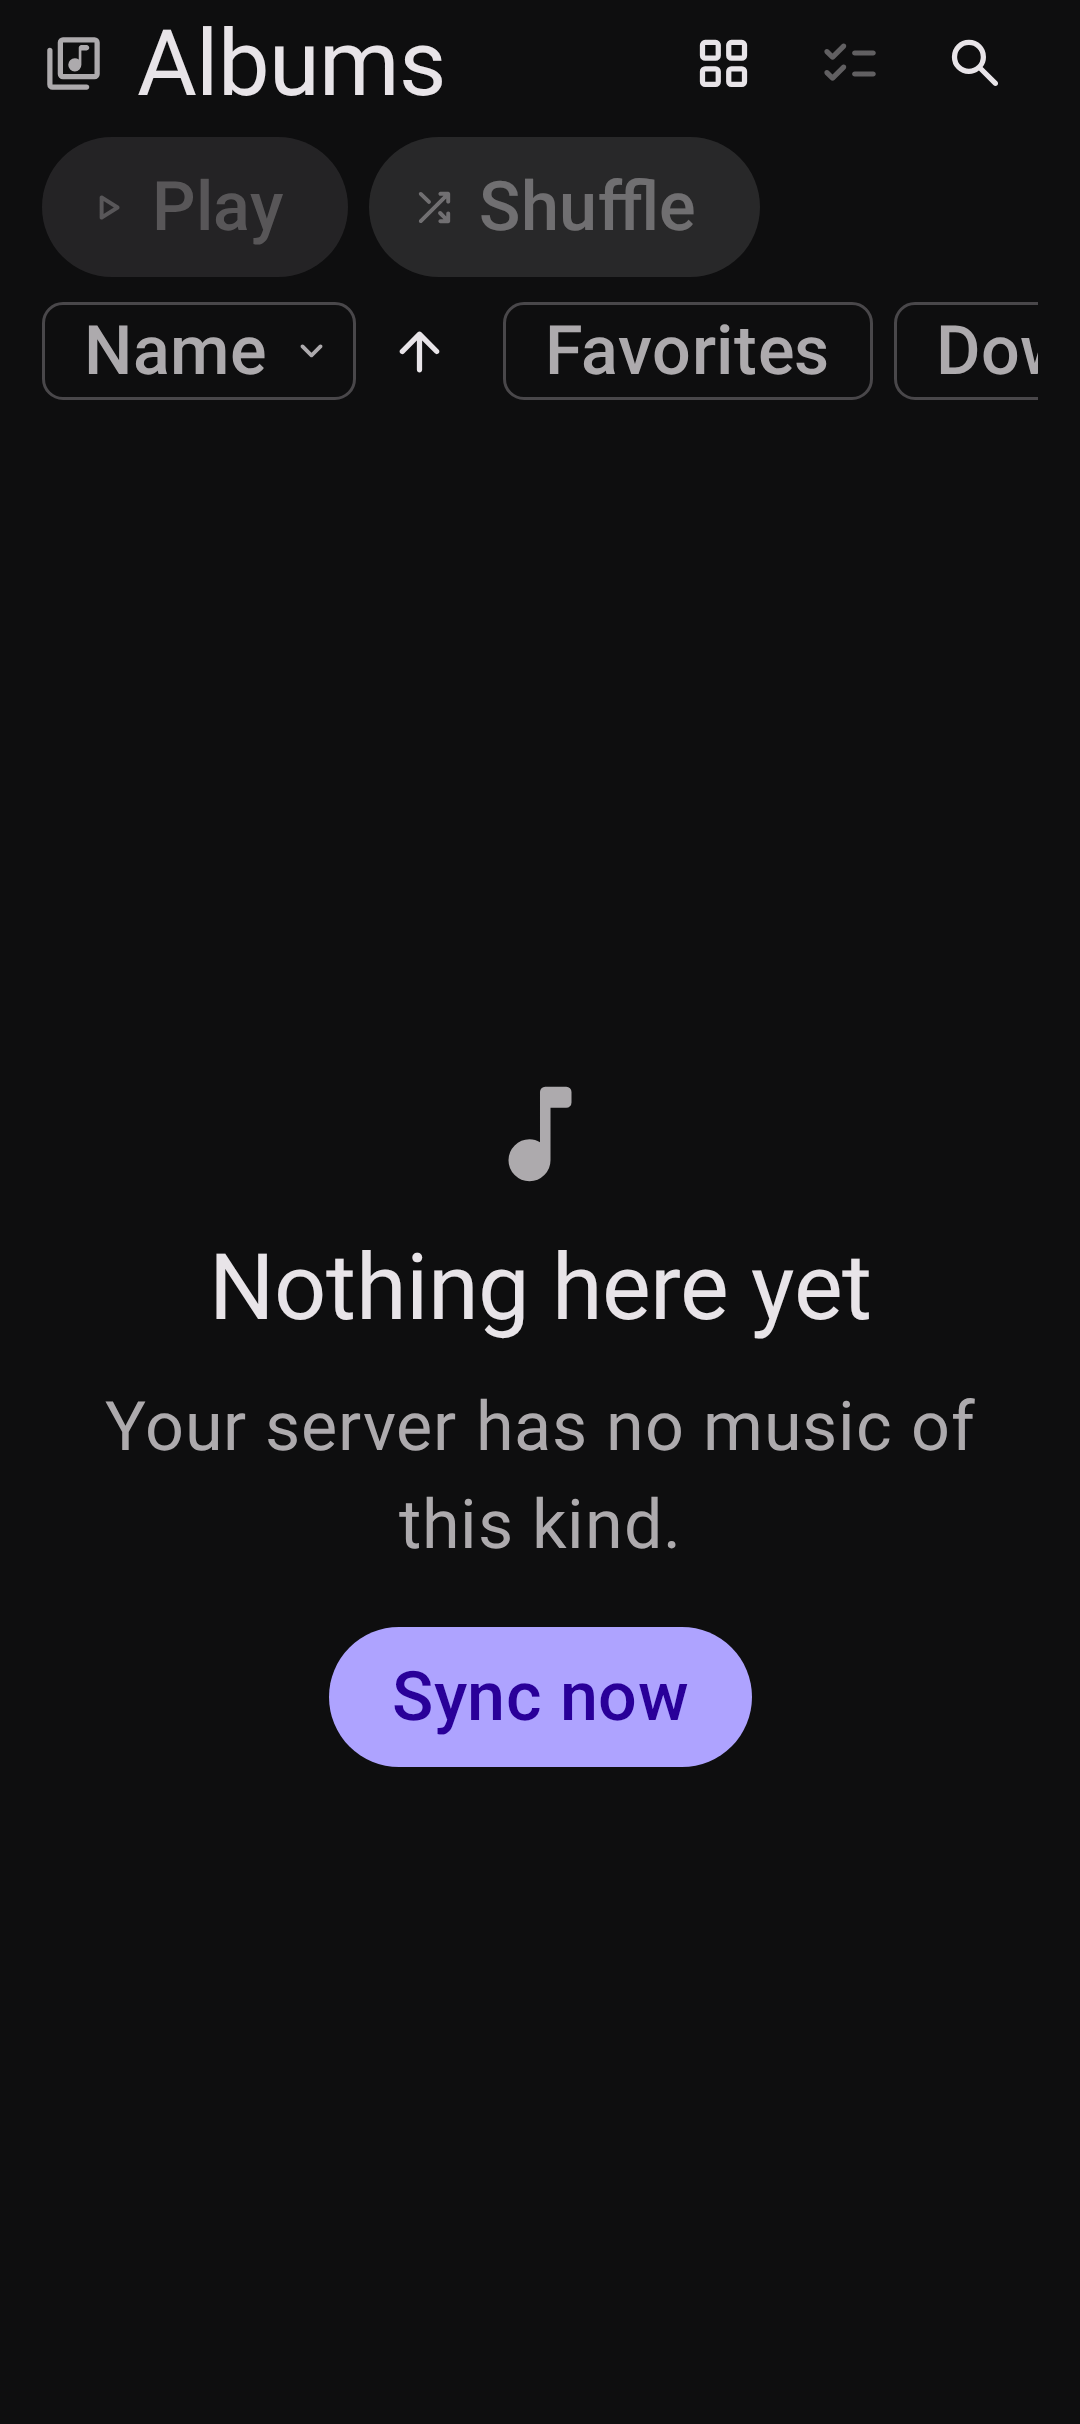 Albums
Play
Shuffle
Name
Favorites
Nothing here yet
Your server has no music of
this kind.
Sync now